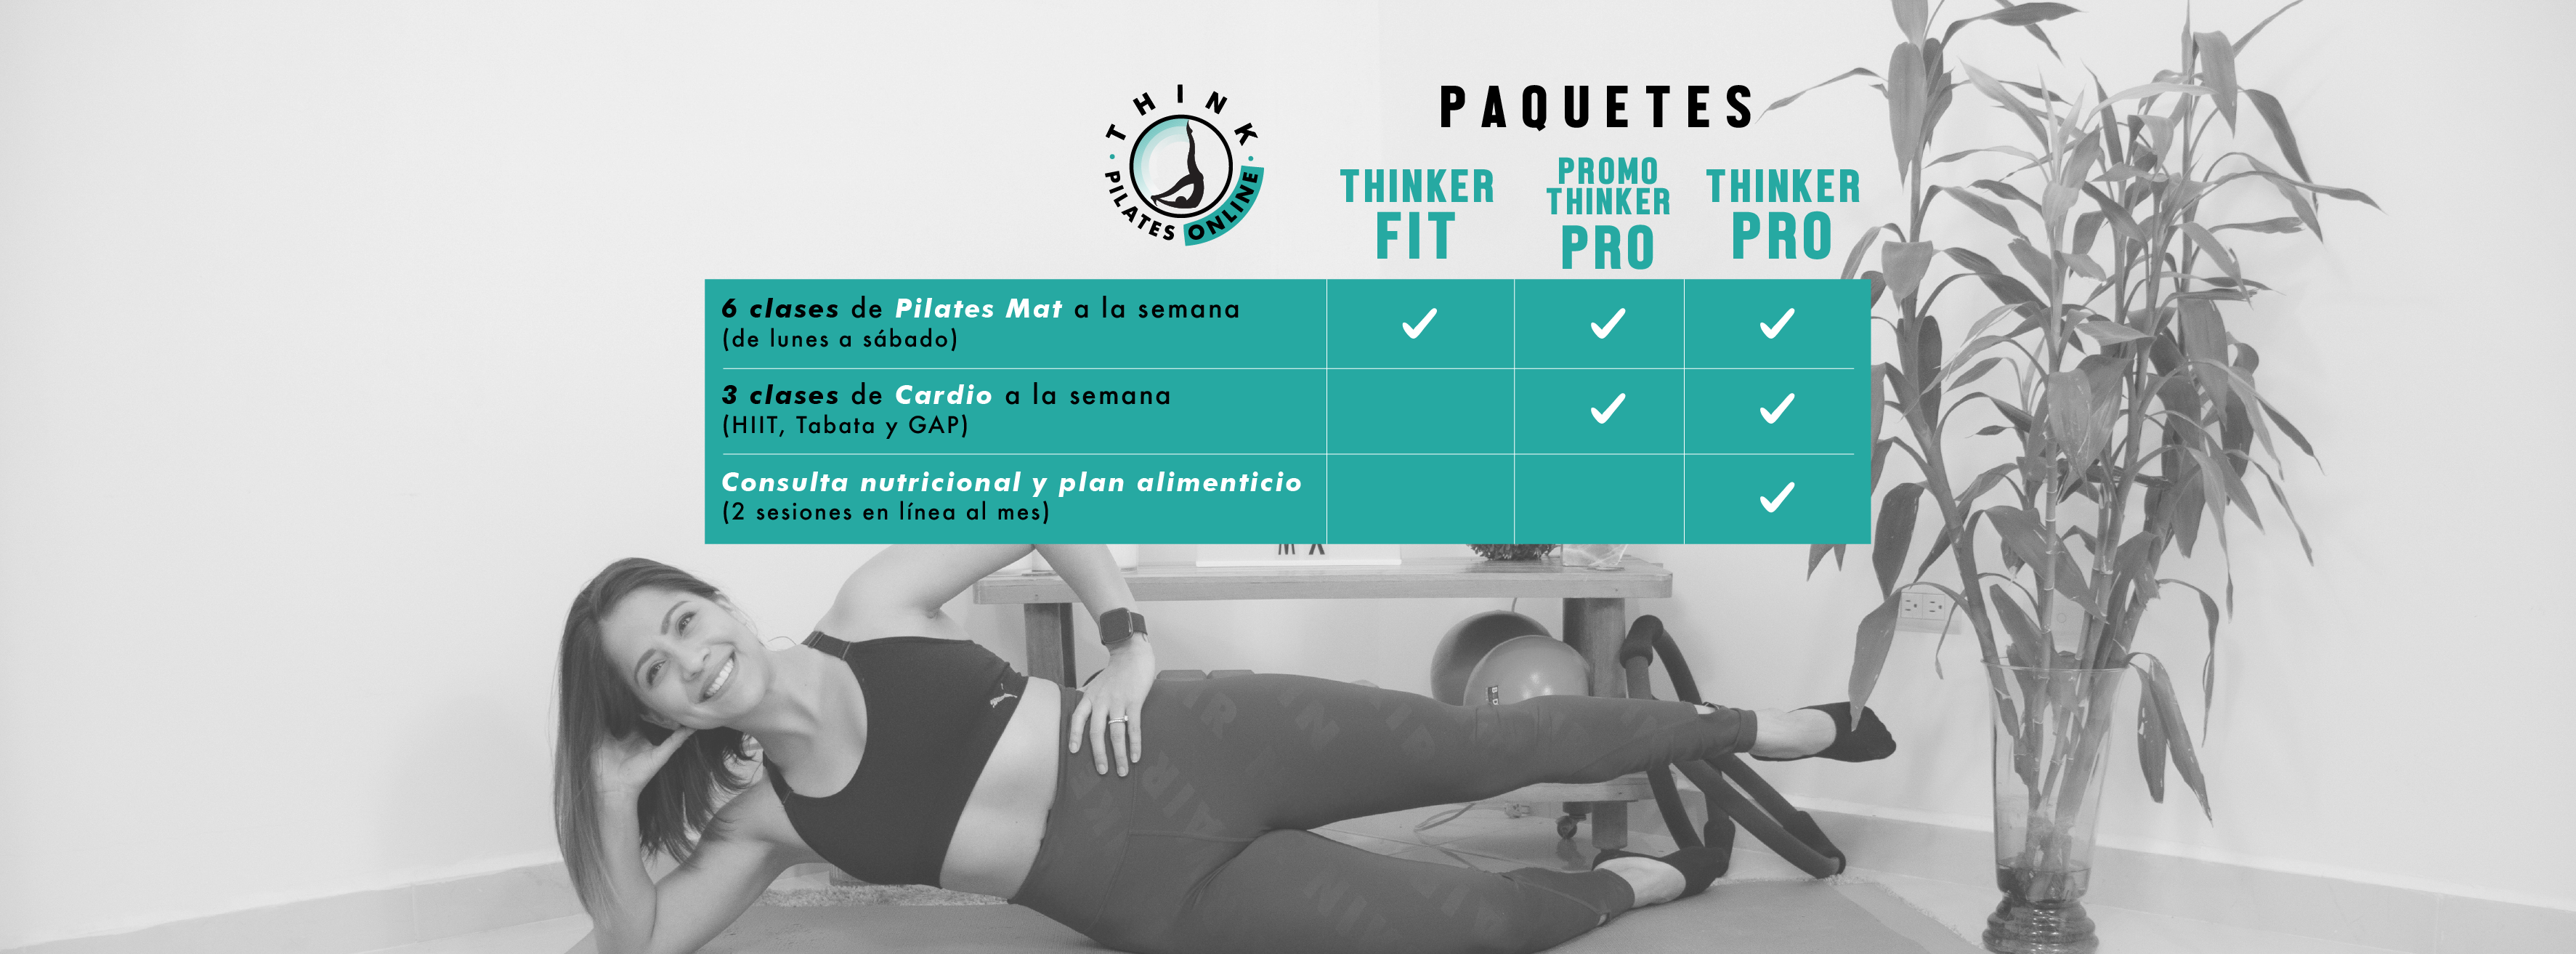 THINK
PILATES ONLINE
PAQUETES
THINKER
FIT
PROMO
THINKER
PRO
THINKER
PRO
6 clases de Pilates Mat a la semana
(de lunes a sábado)
3 clases de Cardio a la semana
(HIIT, Tabata y GAP)
Consulta nutricional y plan alimenticio
(2 sesiones en línea al mes)